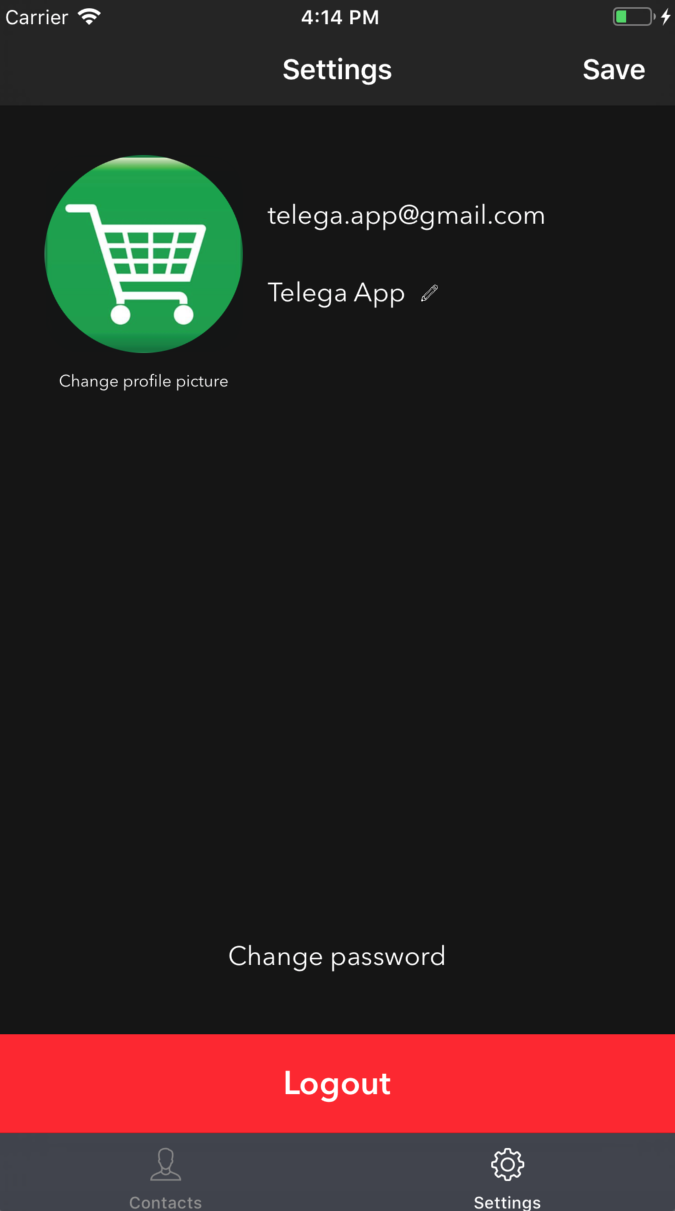 Carrier 4:14 PM
Settings Save
telega.app@gmail.com
Telega App
Change profile picture
Change password
Logout
Contacts Settings